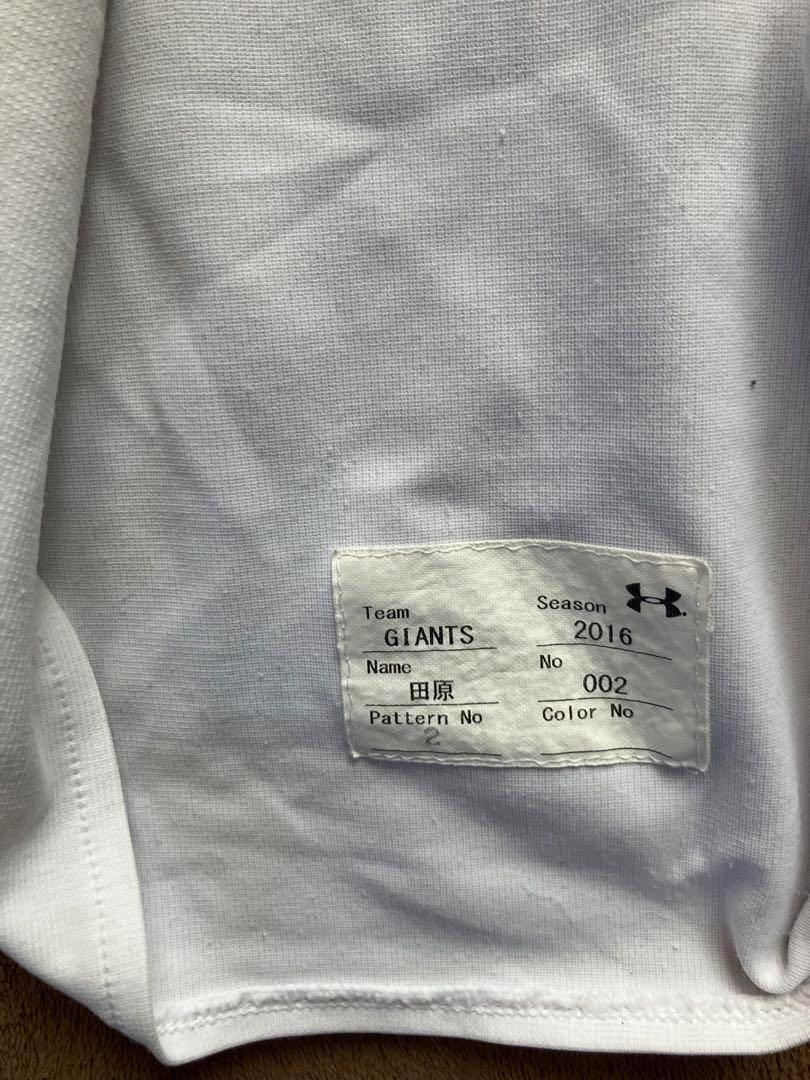 Team Season
GIANTS 2016
Name No
田原 002
Pattern No Color No
2